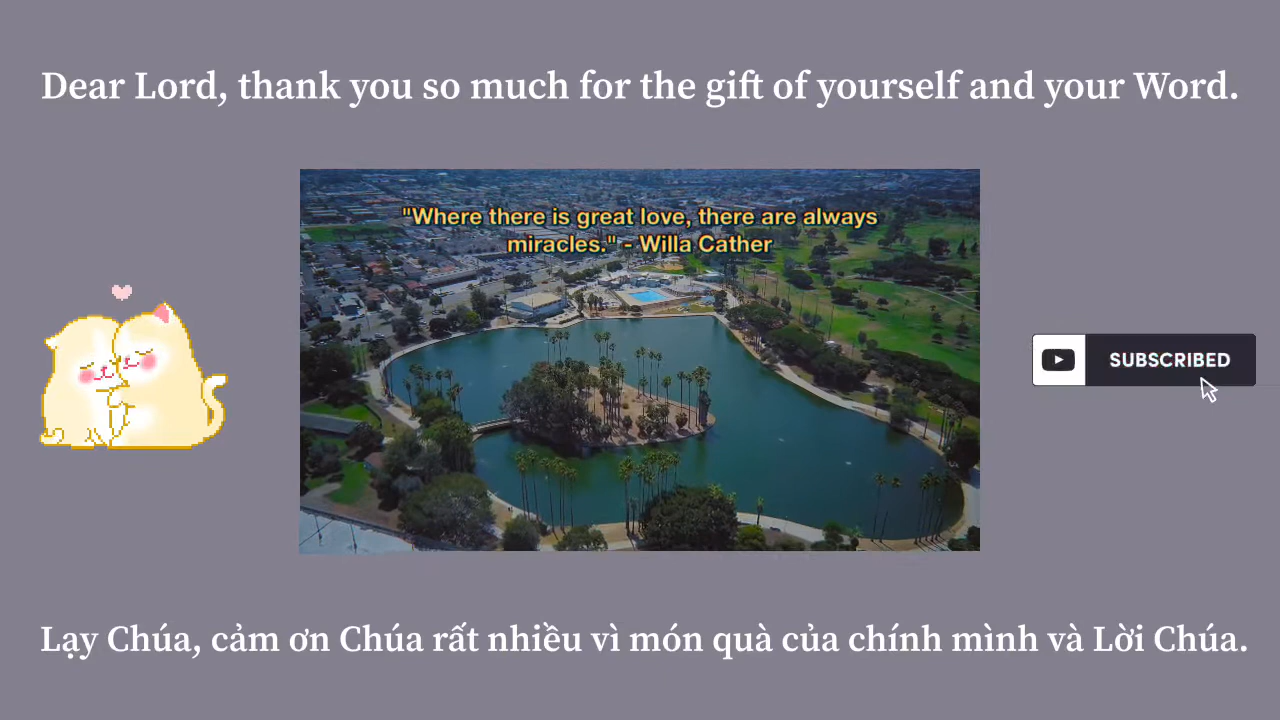 Dear Lord, thank you so much for the gift of yourself and your Word.
"Where there is great love, there are always
miracles." - Willa Cather
SUBSCRIBED
Lạy Chúa, cảm ơn Chúa rất nhiều vì món quà của chính mình và Lời Chúa.